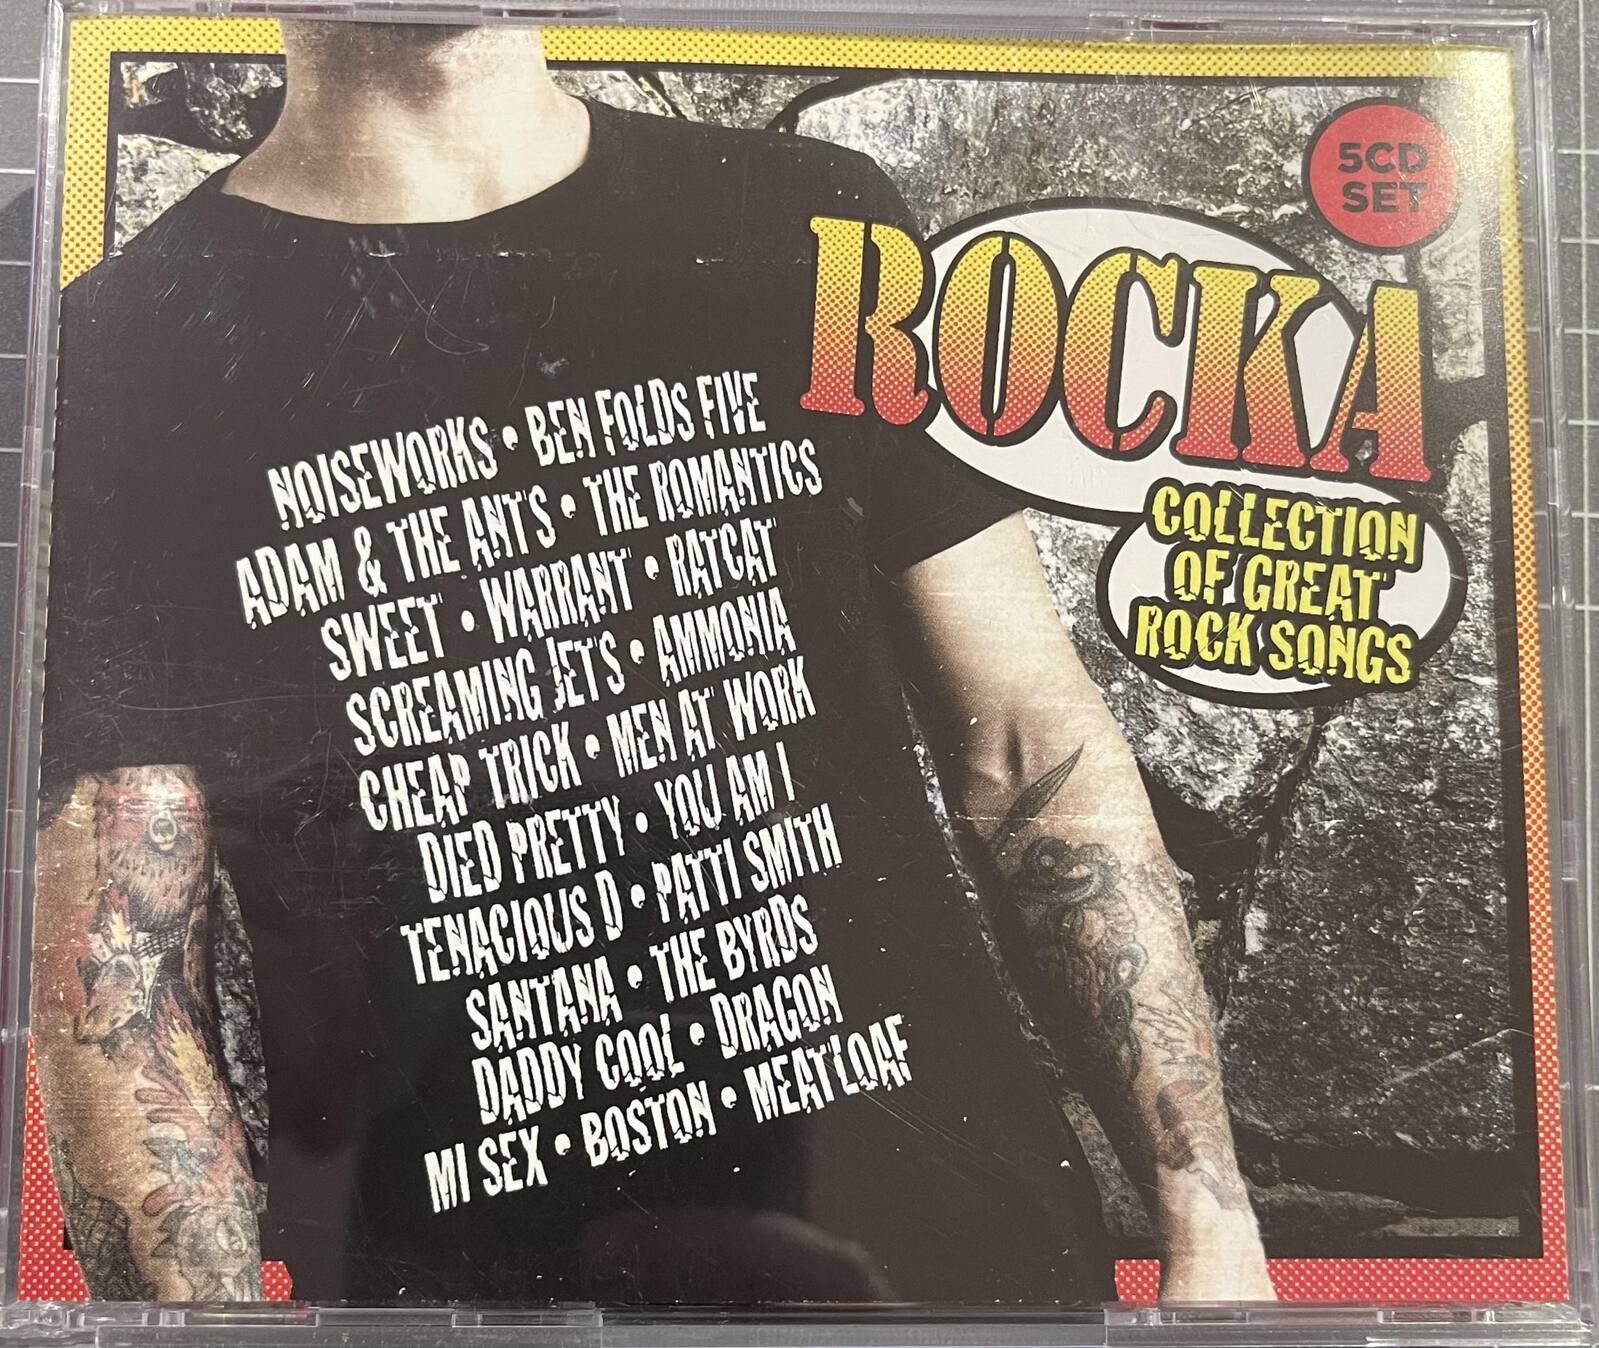 5CD
SET
ROCKA
COLLECTION
OF GREAT
ROCK SONGS
NOISEWORKS • BEN FOLDS FIVE
ADAM & THE ANTS • THE ROMANTICS
SWEET • WARRANT • RATCAT
SCREAMING JETS • AMMONIA
CHEAP TRICK • MEN AT WORK
DIED PRETTY • YOU AM I
TENACIOUS D • PATTI SMITH
SANTANA • THE BYRDS
DADDY COOL • DRAGON
MI SEX • BOSTON • MEATLOAF